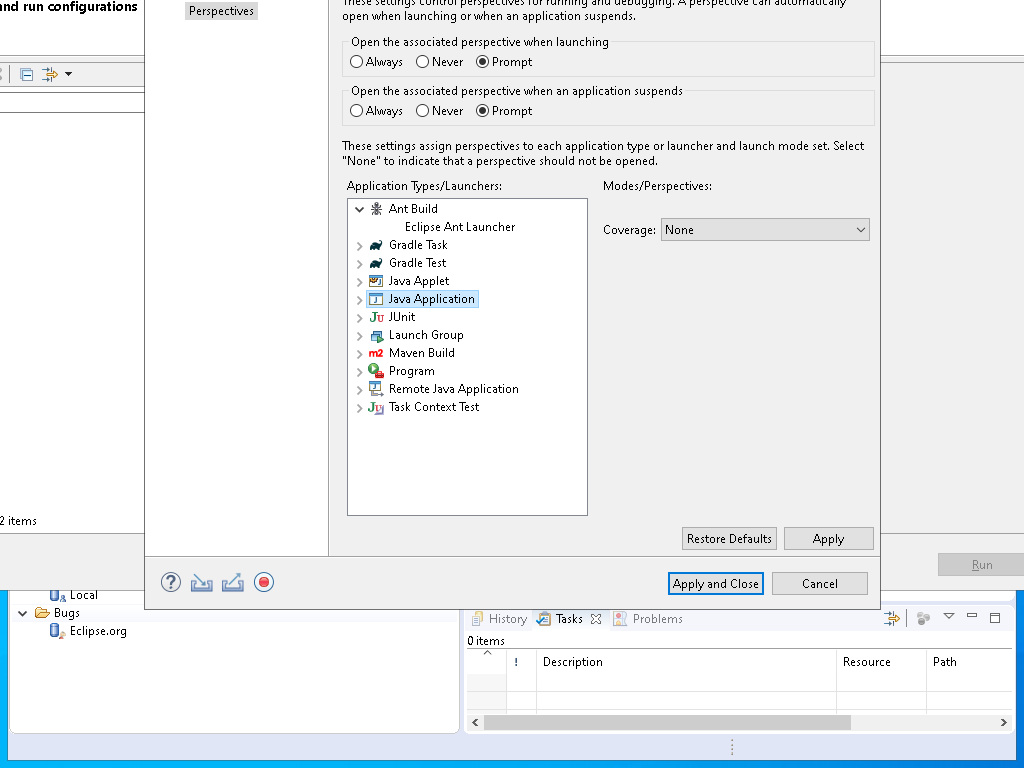 and run configurations
Perspectives
These settings control perspectives for running and debugging. A perspective can automatically
open when launching or when an application suspends.
Open the associated perspective when launching
Always Never Prompt
Open the associated perspective when an application suspends
Always Never Prompt
These settings assign perspectives to each application type or launcher and launch mode set. Select
"None" to indicate that a perspective should not be opened.
Application Types/Launchers:
Modes/Perspectives:
Ant Build
Eclipse Ant Launcher
Coverage: None
Gradle Task
Gradle Test
Java Applet
Java Application
JUnit
Launch Group
Maven Build
Program
Remote Java Application
Task Context Test
2 items
Restore Defaults Apply
Run
Apply and Close Cancel
Local
Bugs
Eclipse.org
History Tasks Problems
0 items
! Description Resource Path